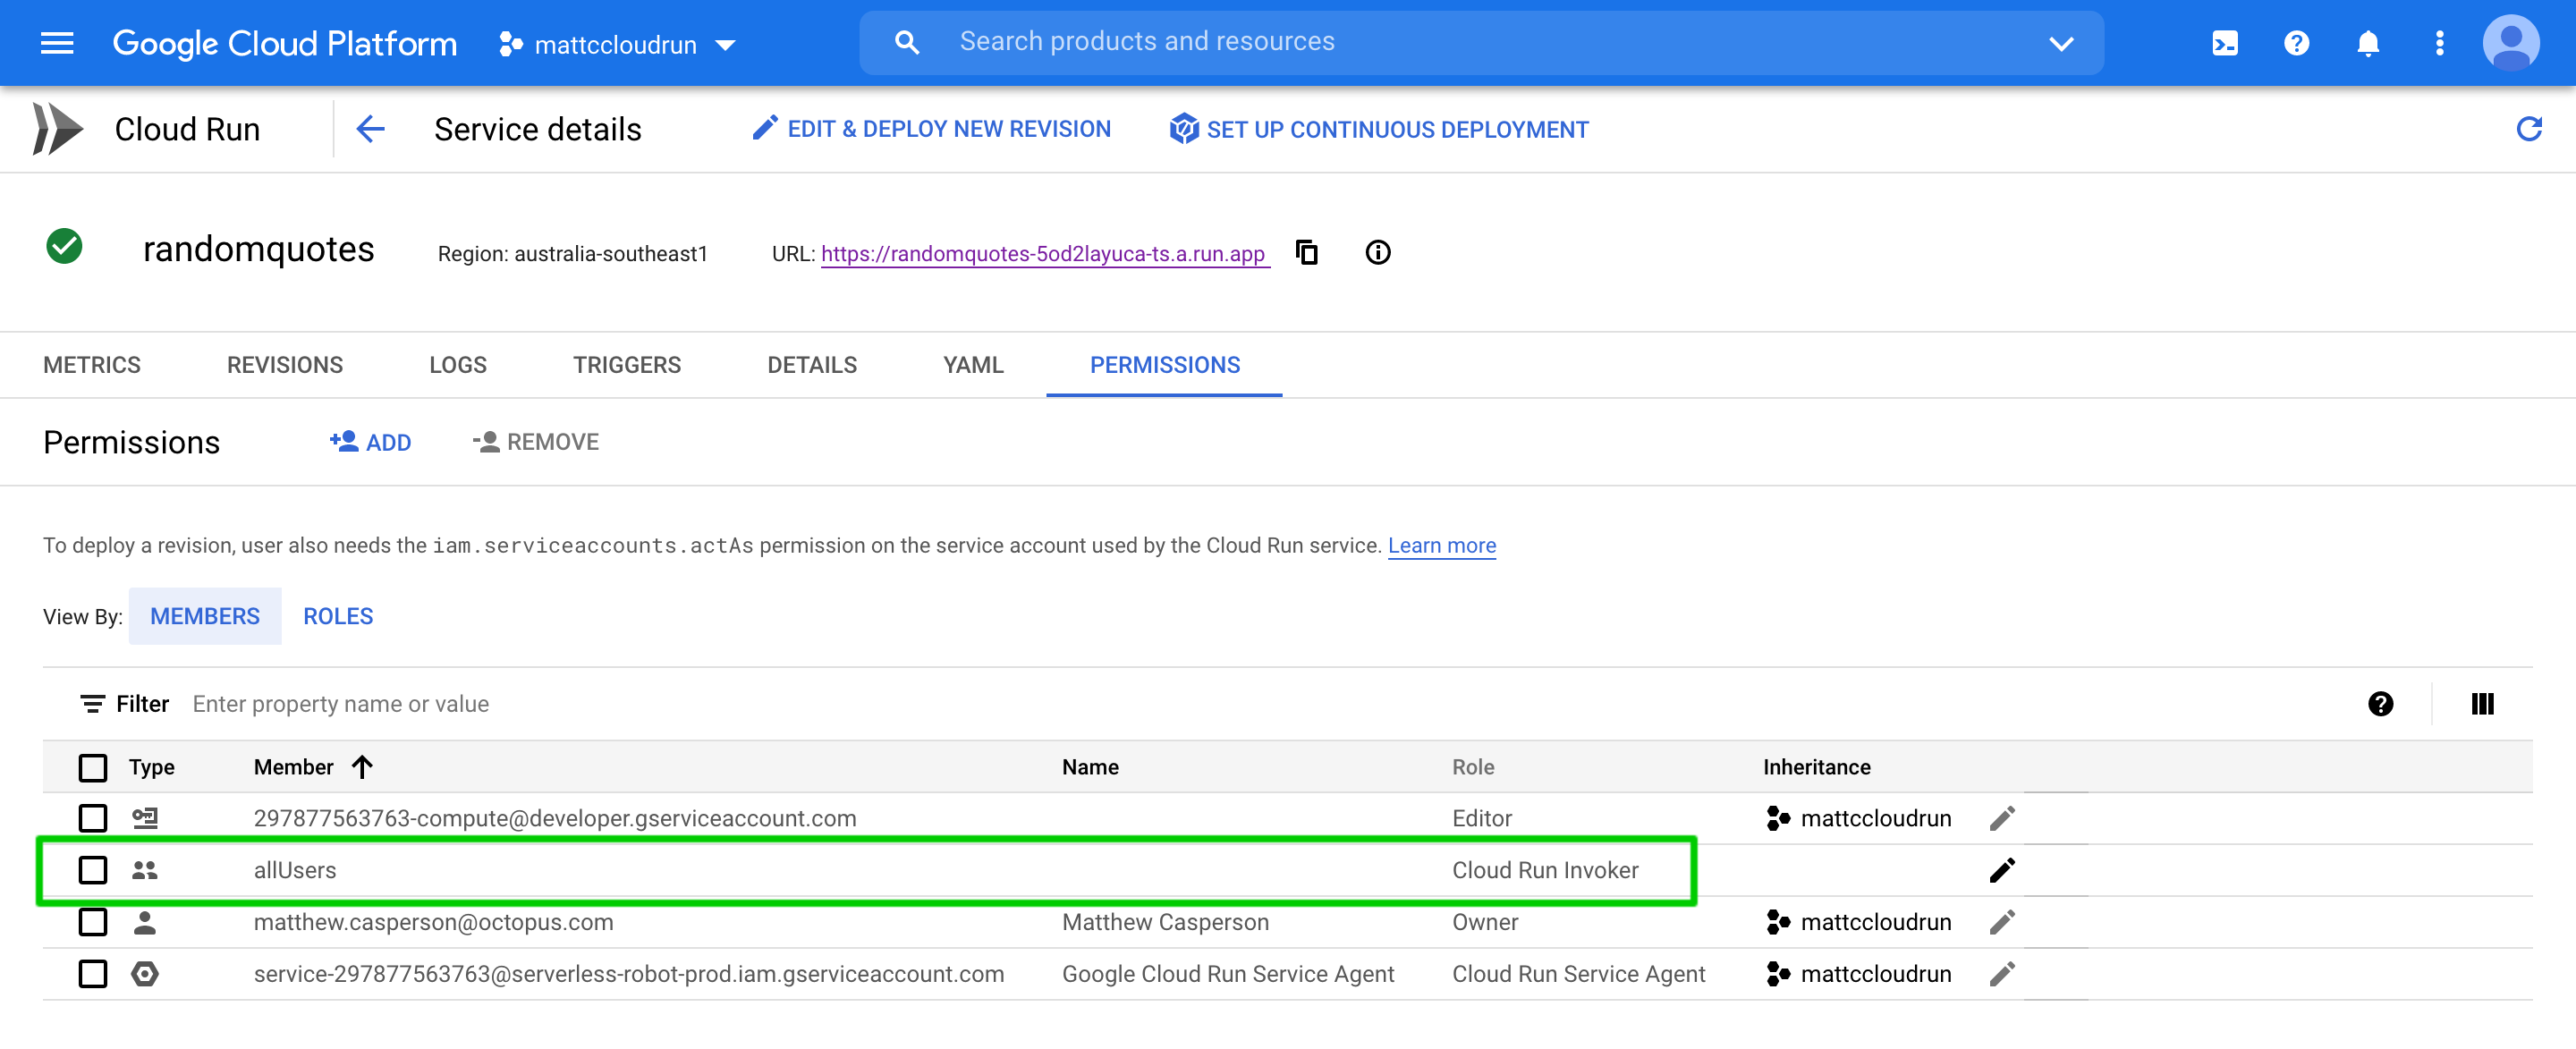 Google Cloud Platform mattccloudrun Search products and resources
Cloud Run Service details EDIT & DEPLOY NEW REVISION SET UP CONTINUOUS DEPLOYMENT
randomquotes Region: australia-southeast1 URL: https://randomquotes-5od2layuca-ts.a.run.app
METRICS REVISIONS LOGS TRIGGERS DETAILS YAML PERMISSIONS
Permissions ADD REMOVE
To deploy a revision, user also needs the iam.serviceaccounts.actAs permission on the service account used by the Cloud Run service. Learn more
View By: MEMBERS ROLES
Filter Enter property name or value
Type Member Name Role Inheritance
297877563763-compute@developer.gserviceaccount.com Editor mattccloudrun
allUsers Cloud Run Invoker
matthew.casperson@octopus.com Matthew Casperson Owner mattccloudrun
service-297877563763@serverless-robot-prod.iam.gserviceaccount.com Google Cloud Run Service Agent Cloud Run Service Agent mattccloudrun